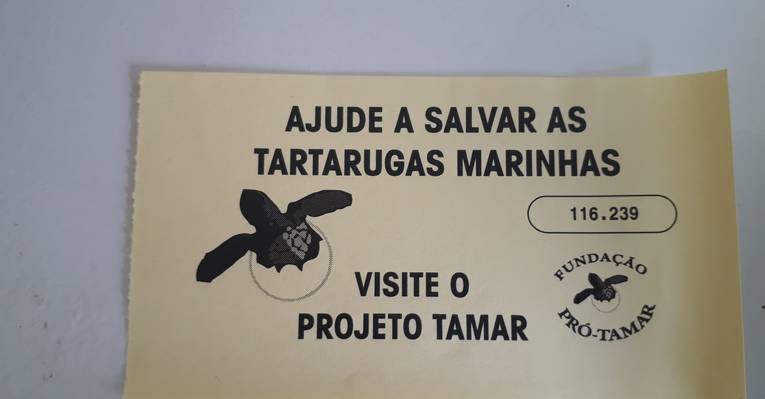 AJUDE A SALVAR AS
TARTARUGAS MARINHAS
116.239
VISITE O
PROJETO TAMAR
FUNDAÇÃO
PRÓ-TAMAR